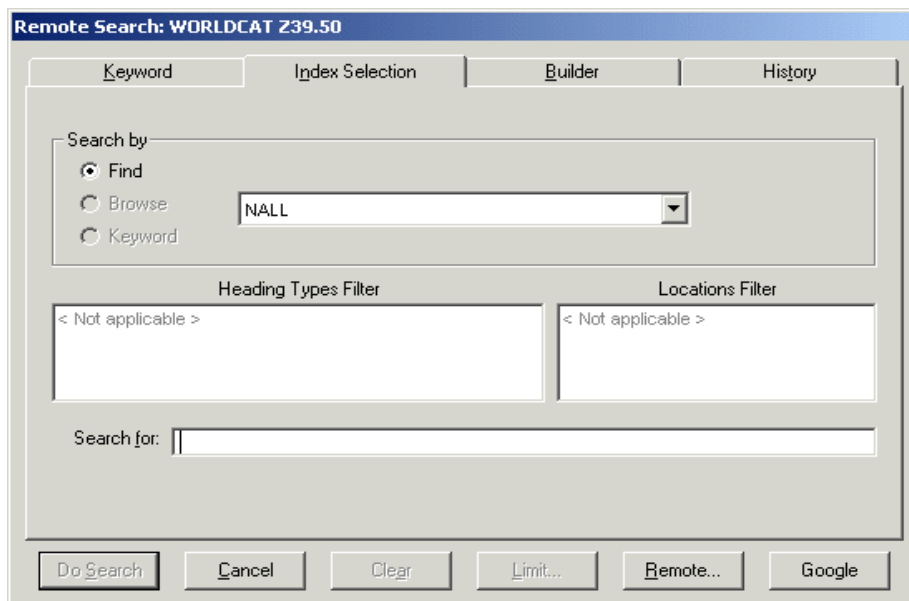 Remote Search: WORLDCAT Z39.50
Keyword Index Selection Builder History
Search by
Find
Browse
NALL
Keyword
Heading Types Filter Locations Filter
< Not applicable > < Not applicable >
Search for:
Do Search Cancel Clear Limit... Remote... Google